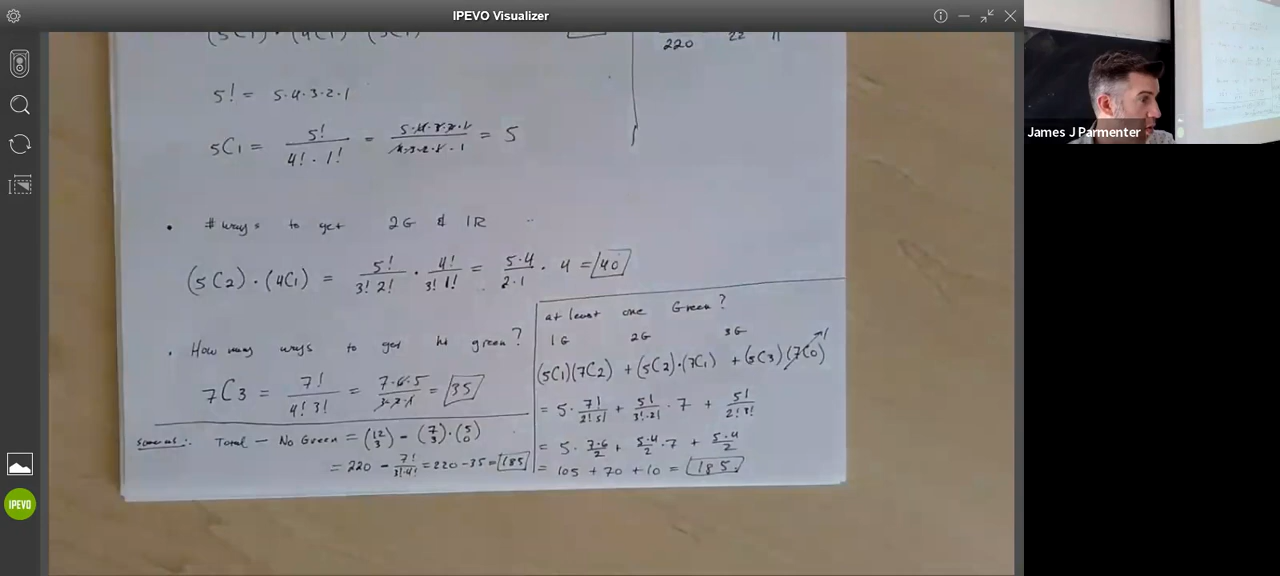 IPEVO Visualizer
James J Parmenter
220 22 11
5! = 5·4·3·2·1
5C1 = 5! / 4!·1! = 5·4·3·2·1 / 4·3·2·1·1 = 5
• # ways to get 2G & 1R
(5C2)·(4C1) = 5! / 3! 2! · 4! / 3! 1! = 5·4 / 2·1 · 4 = 40
• How many ways to get no green?
7C3 = 7! / 4! 3! = 7·6·5 / 3·2·1 = 35
Total — No Green = (12 3) - (7 3)·(5 0)
= 220 - 7! / 3!·4! = 220 - 35 = 185
at least one Green?
1G 2G 3G
(5C1)(7C2) + (5C2)·(7C1) + (5C3)(7C0) 1
= 5· 7! / 2! 5! + 5! / 3!·2! · 7 + 5! / 2! 3!
= 5· 7·6 / 2 + 5·4 / 2 · 7 + 5·4 / 2
= 105 + 70 + 10 = 185
IPEVO